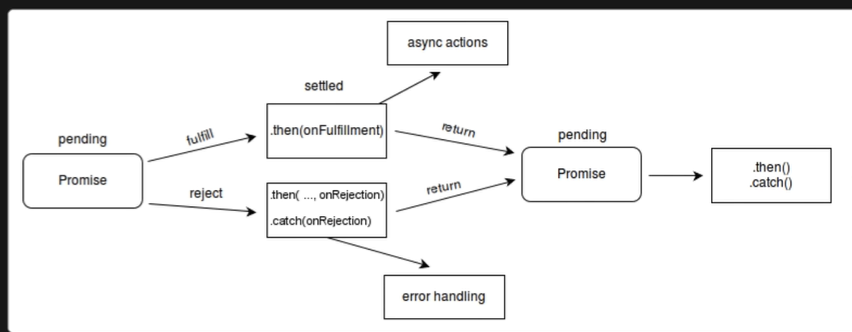 async actions
settled
.then(onFulfillment)
pending
fulfill
return
pending
Promise
Promise
.then()
.catch()
reject
.then( ..., onRejection)
.catch(onRejection)
return
error handling